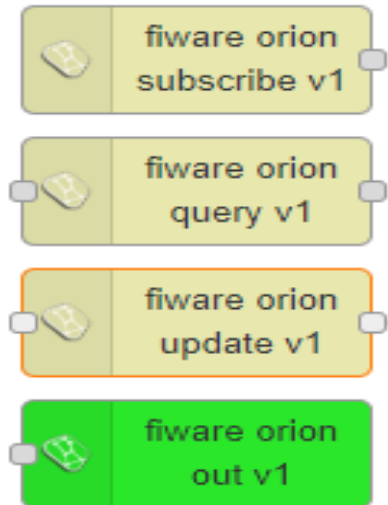 fiware orion
subscribe v1
fiware orion
query v1
fiware orion
update v1
fiware orion
out v1